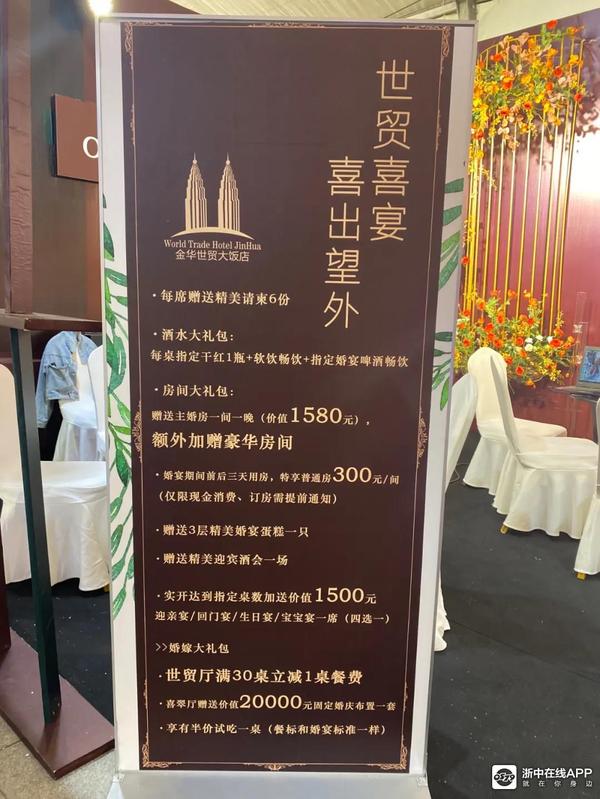 世贸喜宴
喜出望外
World Trade Hotel JinHua
金华世贸大饭店
·每席赠送精美请柬6份
·酒水大礼包:
每桌指定干红1瓶+软饮畅饮+指定婚宴啤酒畅饮
·房间大礼包:
赠送主婚房一间一晚(价值1580元),
额外加赠豪华房间
·婚宴期间前后三天用房,特享普通房300元/间
(仅限现金消费、订房需提前通知)
·赠送3层精美婚宴蛋糕一只
·赠送精美迎宾酒会一场
·实开达到指定桌数加送价值1500元
迎亲宴/回门宴/生日宴/宝宝宴一席(四选一)
>>婚嫁大礼包
·世贸厅满30桌立减1桌餐费
·喜翠厅赠送价值20000元固定婚庆布置一套
·享有半价试吃一桌(餐标和婚宴标准一样)
浙中在线APP
就在你身边